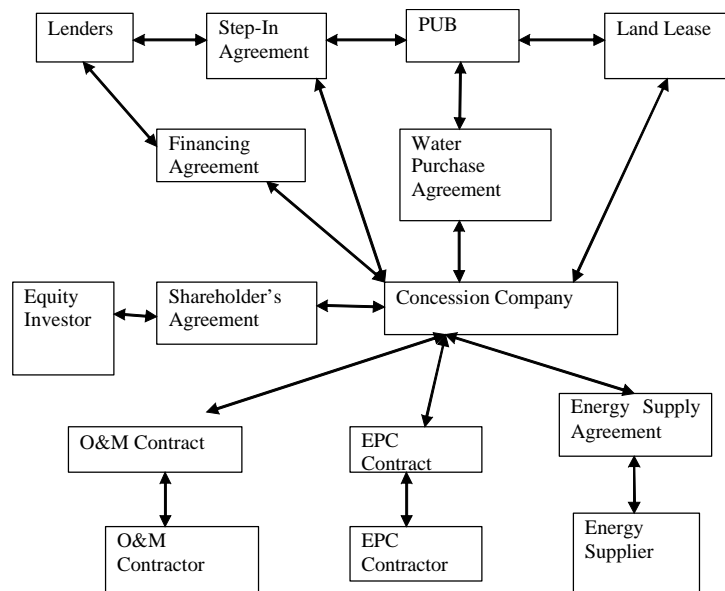 Lenders
Step-In
Agreement
PUB
Land Lease
Financing
Agreement
Water
Purchase
Agreement
Equity
Investor
Shareholder’s
Agreement
Concession Company
O&M Contract
EPC
Contract
Energy Supply
Agreement
O&M
Contractor
EPC
Contractor
Energy
Supplier